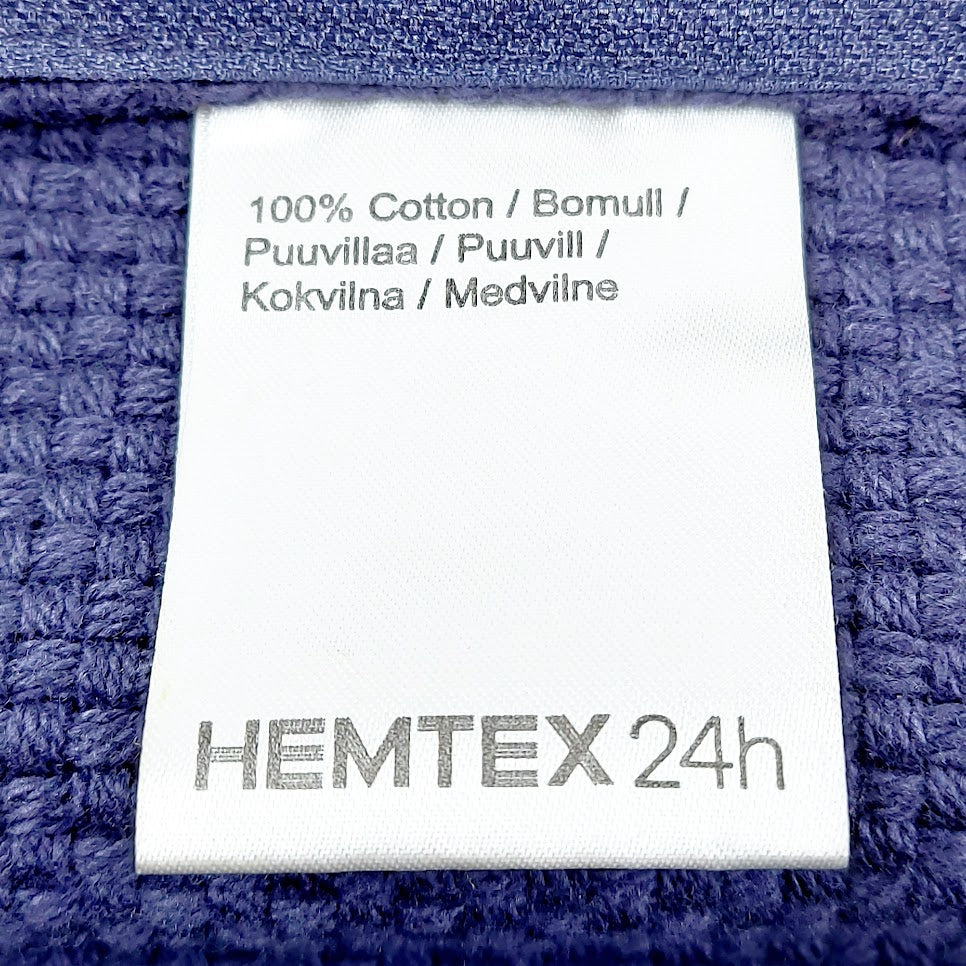 100% Cotton / Bomull /
Puuvillaa / Puuvill /
Kokvilna / Medvilne
HEMTEX 24h